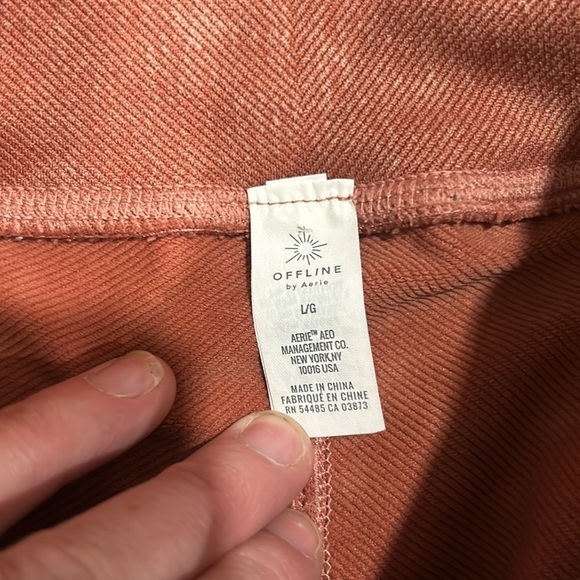 OFFLINE
by Aerie
L/G
AERIE™ AEO
MANAGEMENT CO.
NEW YORK,NY
10016 USA
MADE IN CHINA
FABRIQUÉ EN CHINE
RN 54485 CA 03873